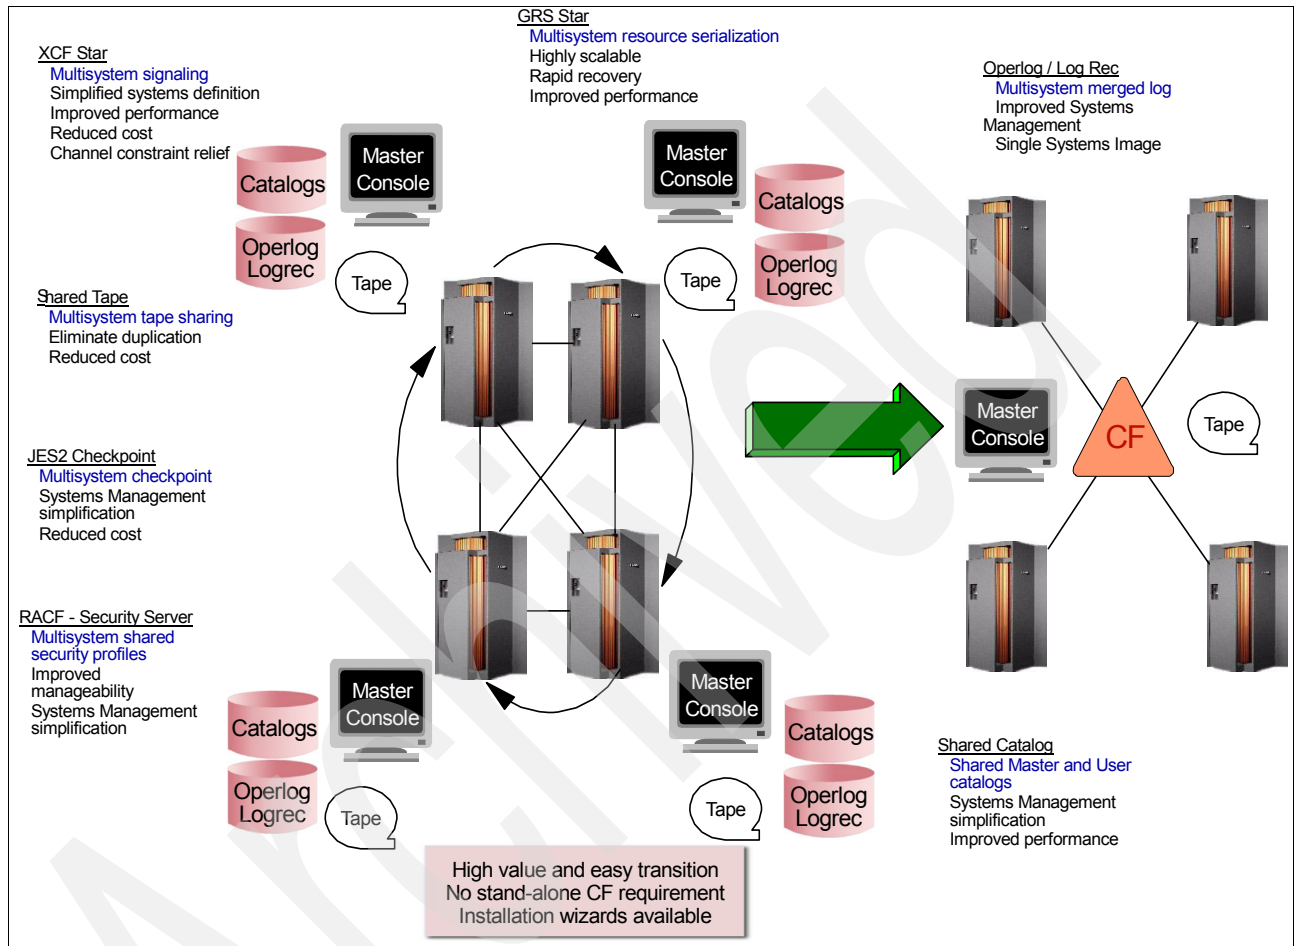 GRS Star
Multisystem resource serialization
Highly scalable
Rapid recovery
Improved performance
XCF Star
Multisystem signaling
Simplified systems definition
Improved performance
Reduced cost
Channel constraint relief
Operlog / Log Rec
Multisystem merged log
Improved Systems
Management
Single Systems Image
Master
Console
Catalogs
Operlog
Logrec
Tape
Master
Console
Catalogs
Operlog
Logrec
Tape
Shared Tape
Multisystem tape sharing
Eliminate duplication
Reduced cost
Master
Console
CF
Tape
JES2 Checkpoint
Multisystem checkpoint
Systems Management
simplification
Reduced cost
RACF - Security Server
Multisystem shared
security profiles
Improved
manageability
Systems Management
simplification
Master
Console
Catalogs
Operlog
Logrec
Tape
Master
Console
Catalogs
Operlog
Logrec
Tape
Shared Catalog
Shared Master and User
catalogs
Systems Management
simplification
Improved performance
High value and easy transition
No stand-alone CF requirement
Installation wizards available
Archived